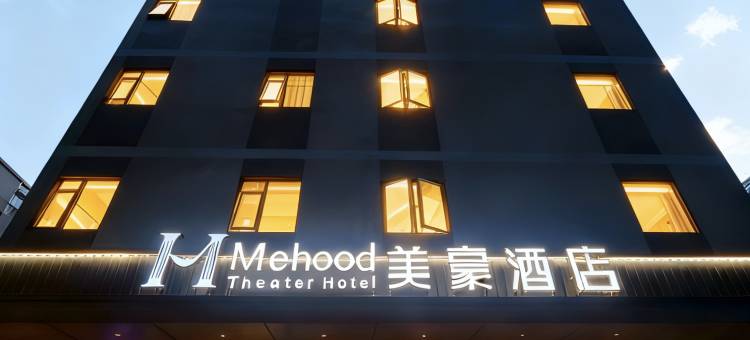 M Mehood 美豪酒店
Theater Hotel